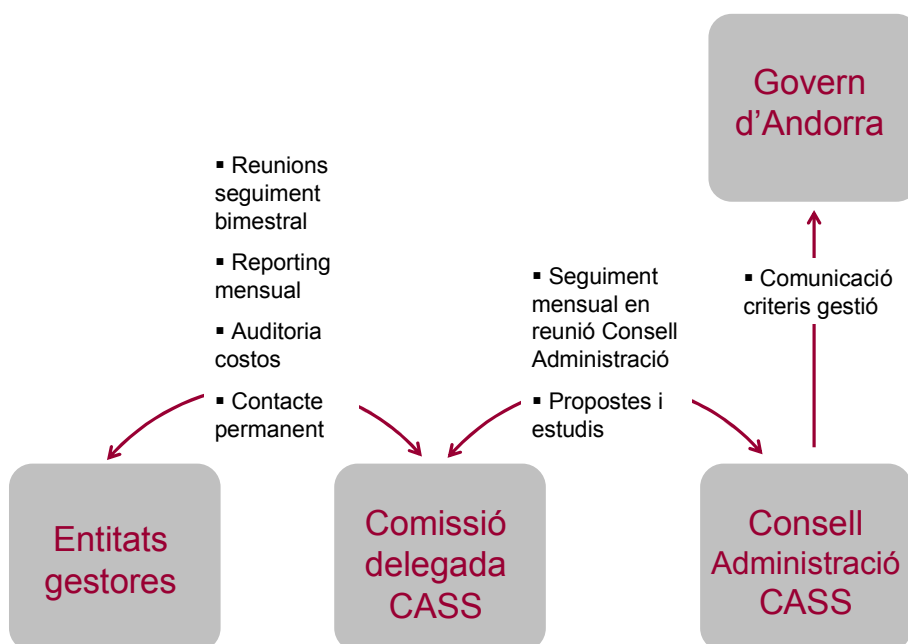 Govern
d’Andorra
▪ Reunions
seguiment
bimestral
▪ Reporting
mensual
▪ Auditoria
costos
▪ Contacte
permanent
▪ Seguiment
mensual en
reunió Consell
Administració
▪ Propostes i
estudis
▪ Comunicació
criteris gestió
Entitats
gestores
Comissió
delegada
CASS
Consell
Administració
CASS